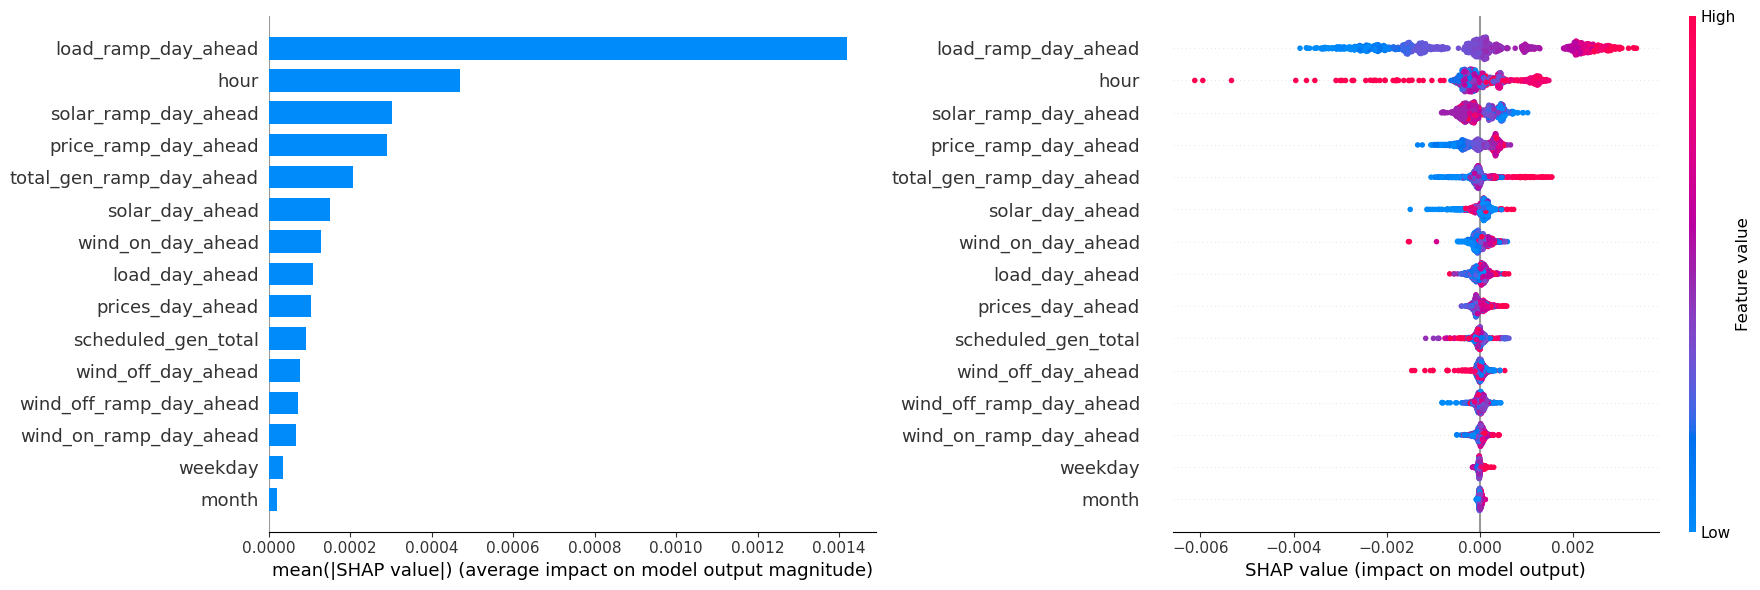 load_ramp_day_ahead
hour
solar_ramp_day_ahead
price_ramp_day_ahead
total_gen_ramp_day_ahead
solar_day_ahead
wind_on_day_ahead
load_day_ahead
prices_day_ahead
scheduled_gen_total
wind_off_day_ahead
wind_off_ramp_day_ahead
wind_on_ramp_day_ahead
weekday
month
0.0000 0.0002 0.0004 0.0006 0.0008 0.0010 0.0012 0.0014
mean(|SHAP value|) (average impact on model output magnitude)
load_ramp_day_ahead
hour
solar_ramp_day_ahead
price_ramp_day_ahead
total_gen_ramp_day_ahead
solar_day_ahead
wind_on_day_ahead
load_day_ahead
prices_day_ahead
scheduled_gen_total
wind_off_day_ahead
wind_off_ramp_day_ahead
wind_on_ramp_day_ahead
weekday
month
−0.006 −0.004 −0.002 0.000 0.002
SHAP value (impact on model output)
High
Feature value
Low